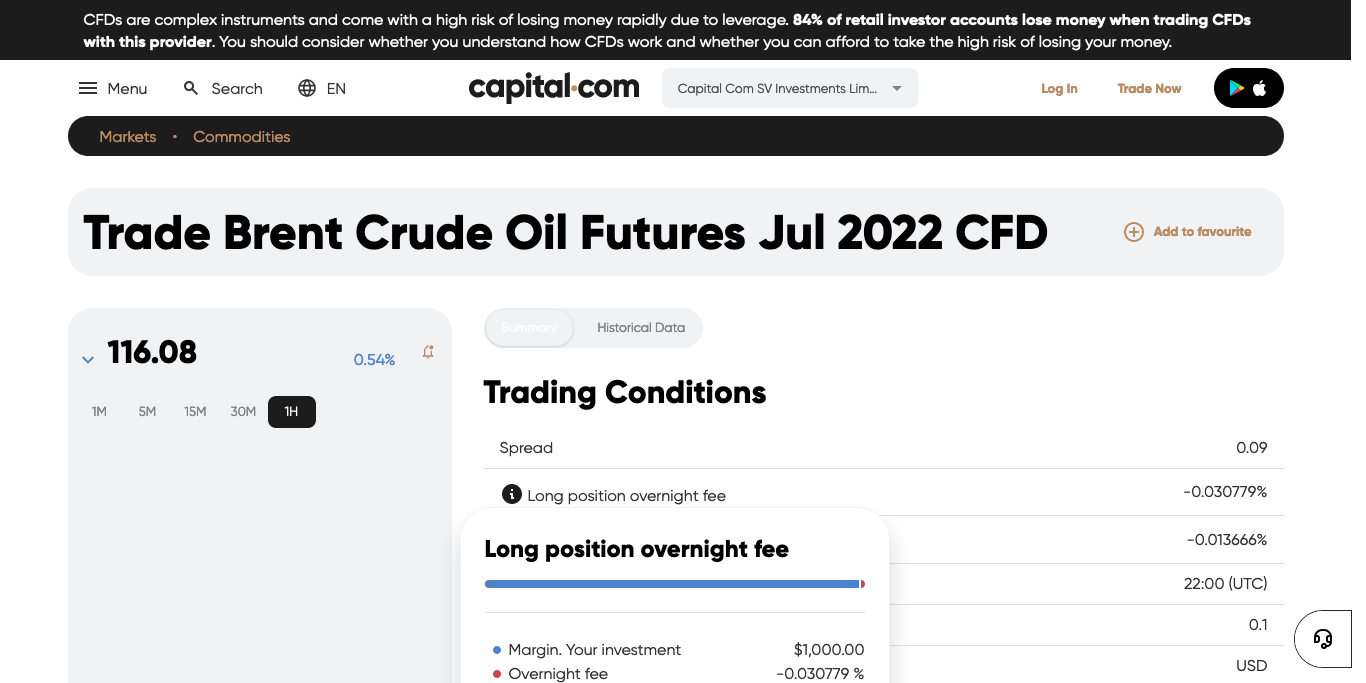 CFDs are complex instruments and come with a high risk of losing money rapidly due to leverage. 84% of retail investor accounts lose money when trading CFDs
with this provider. You should consider whether you understand how CFDs work and whether you can afford to take the high risk of losing your money.
Menu Search EN capital.com Capital Com SV Investments Lim... Log In Trade Now
Markets • Commodities
Trade Brent Crude Oil Futures Jul 2022 CFD Add to favourite
116.08 0.54%
1M 5M 15M 30M 1H
Summary Historical Data
Trading Conditions
Spread 0.09
Long position overnight fee -0.030779%
-0.013666%
22:00 (UTC)
0.1
USD
Long position overnight fee
Margin. Your investment $1,000.00
Overnight fee -0.030779 %